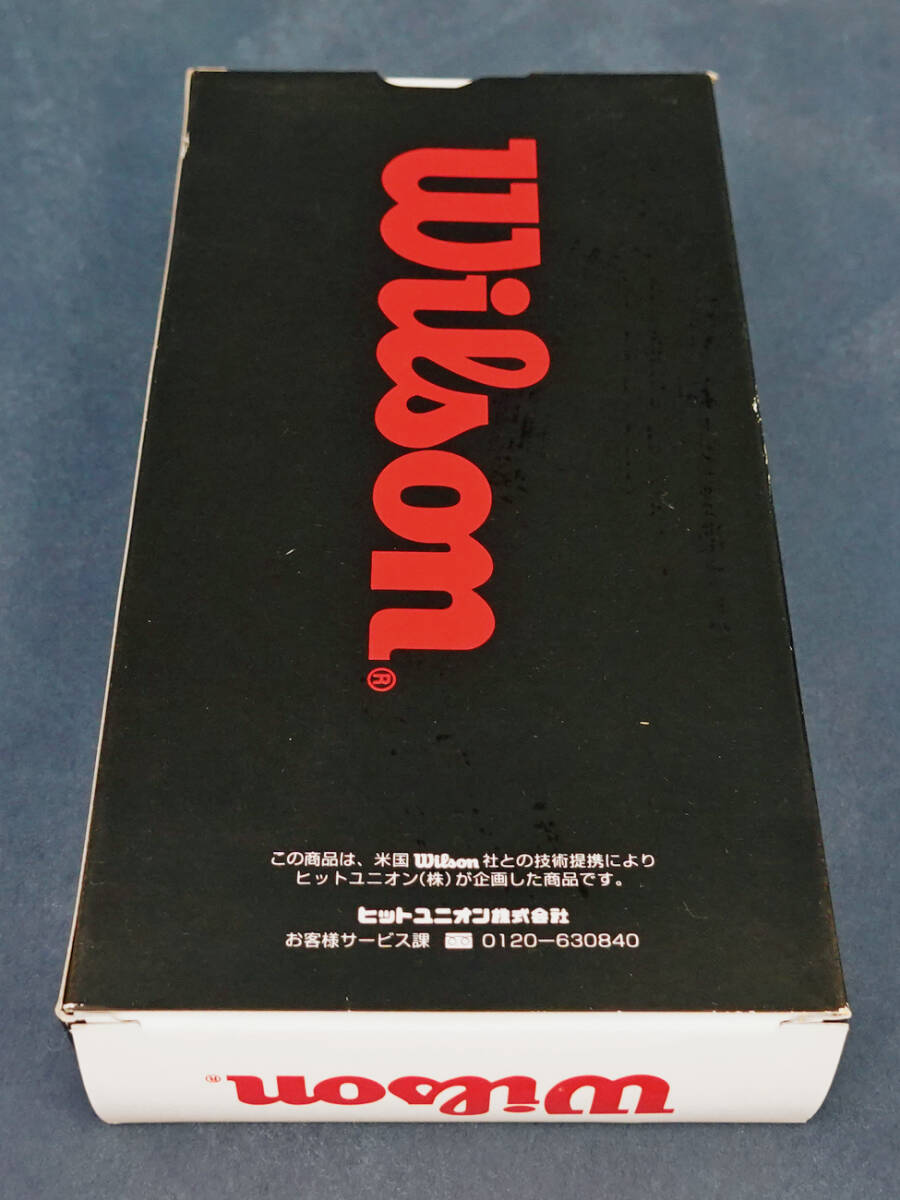 Wilson®
この商品は、米国Wilson社との技術提携により
ヒットユニオン(株)が企画した商品です。
ヒットユニオン株式会社
お客様サービス課 0120-630840
Wilson®